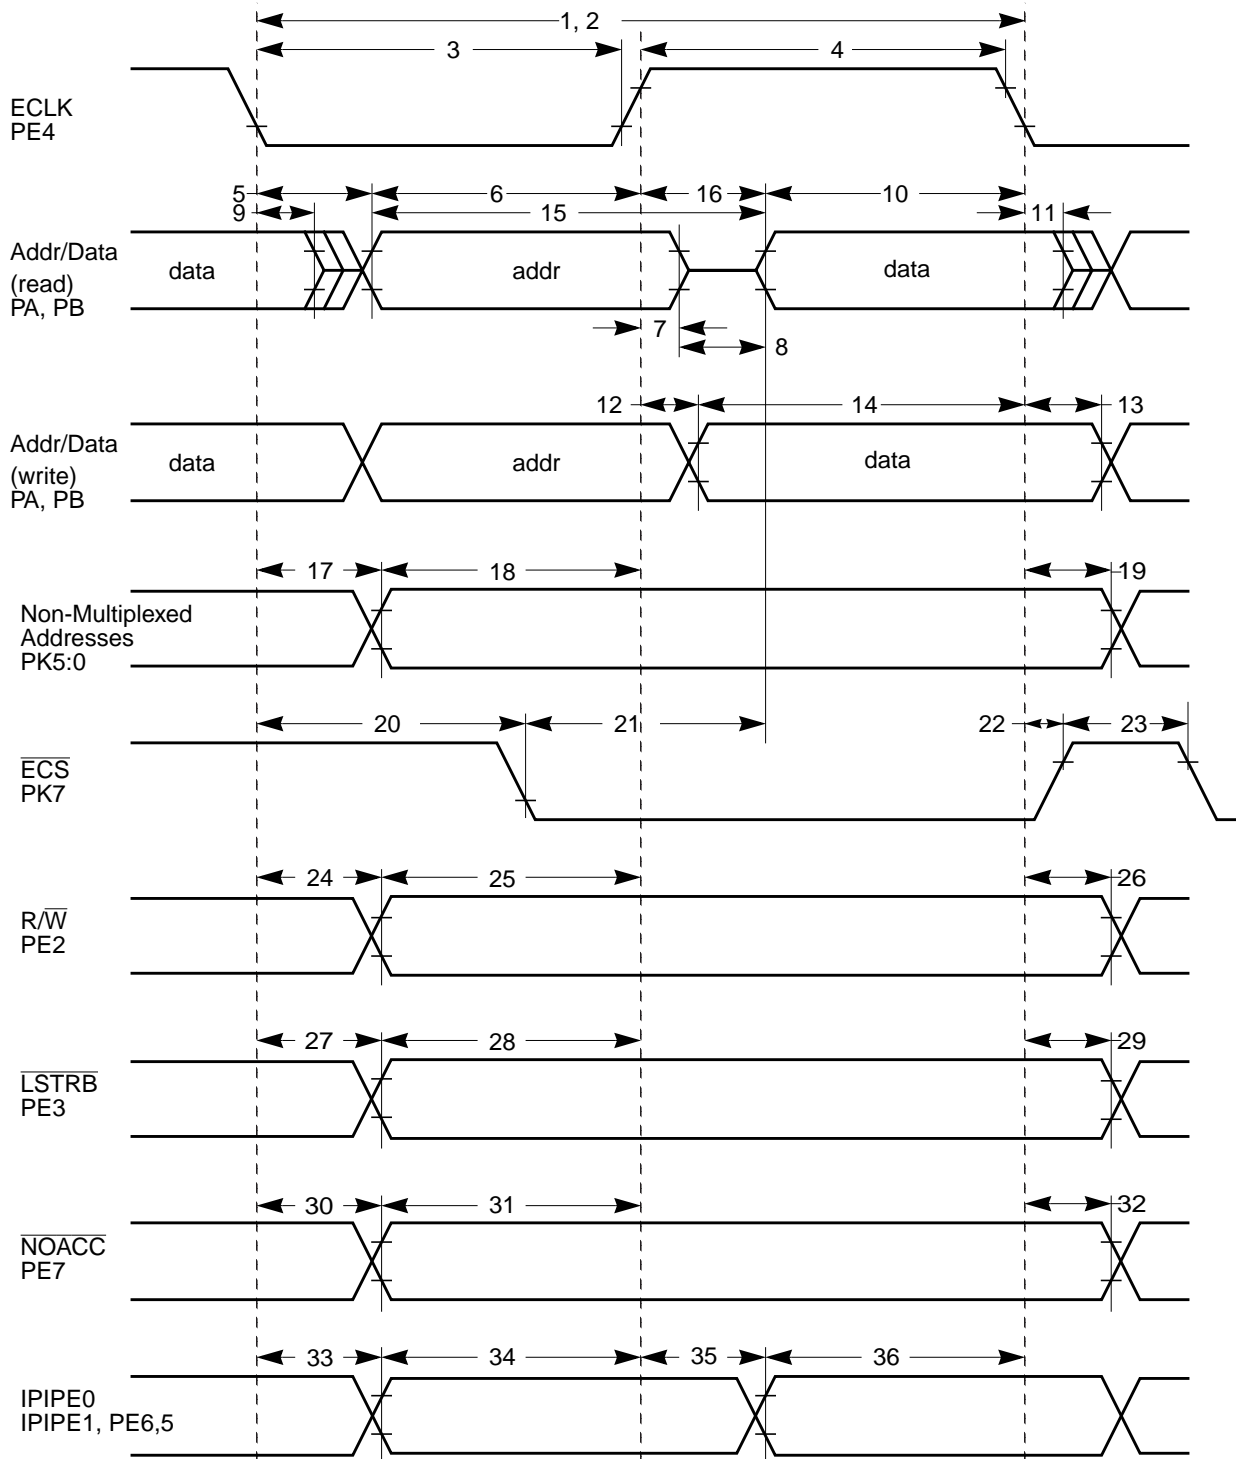 1, 2
3
4
ECLK
PE4
5
6
16
10
9
15
11
Addr/Data
(read)
PA, PB
data
addr
data
7
8
12
14
13
Addr/Data
(write)
PA, PB
data
addr
data
17
18
19
Non-Multiplexed
Addresses
PK5:0
20
21
22
23
ECS
PK7
24
25
26
R/W
PE2
27
28
29
LSTRB
PE3
30
31
32
NOACC
PE7
33
34
35
36
IPIPE0
IPIPE1, PE6,5